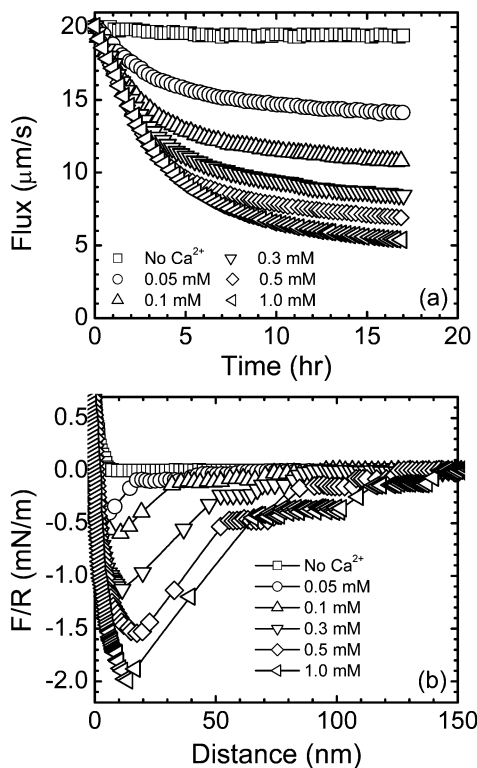 20
15
10
5
0
Flux (μm/s)
No Ca²⁺
0.05 mM
0.1 mM
0.3 mM
0.5 mM
1.0 mM
(a)
0 5 10 15 20
Time (hr)
0.5
0.0
-0.5
-1.0
-1.5
-2.0
F/R (mN/m)
No Ca²⁺
0.05 mM
0.1 mM
0.3 mM
0.5 mM
1.0 mM
(b)
0 50 100 150
Distance (nm)